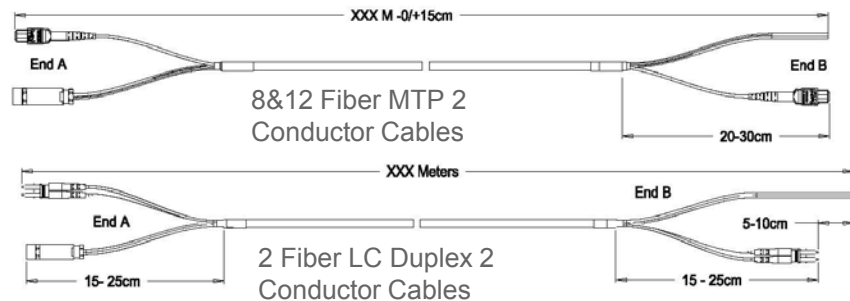 XXX M -0/+15cm
End A
End B
8&12 Fiber MTP 2
Conductor Cables
20-30cm
XXX Meters
End B
End A
5-10cm
2 Fiber LC Duplex 2
Conductor Cables
15- 25cm
15 - 25cm